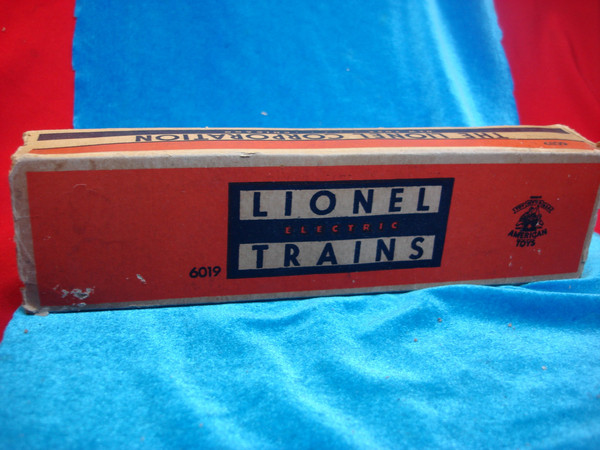 THE LIONEL CORPORATION
LIONEL
ELECTRIC
TRAINS
6019
AMERICAN
TOYS